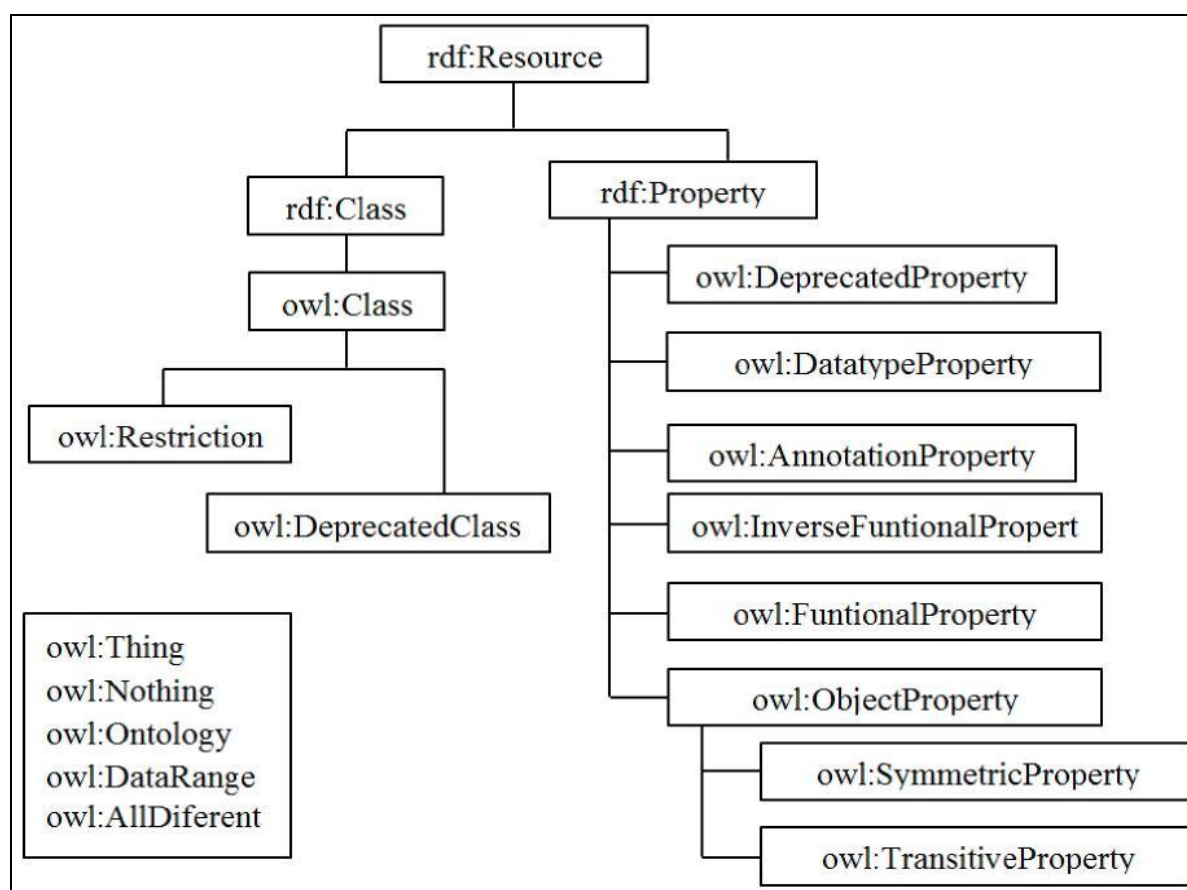 rdf:Resource
rdf:Class
rdf:Property
owl:Class
owl:DeprecatedProperty
owl:DatatypeProperty
owl:Restriction
owl:AnnotationProperty
owl:DeprecatedClass
owl:InverseFuntionalPropert
owl:FuntionalProperty
owl:ObjectProperty
owl:SymmetricProperty
owl:TransitiveProperty
owl:Thing
owl:Nothing
owl:Ontology
owl:DataRange
owl:AllDiferent